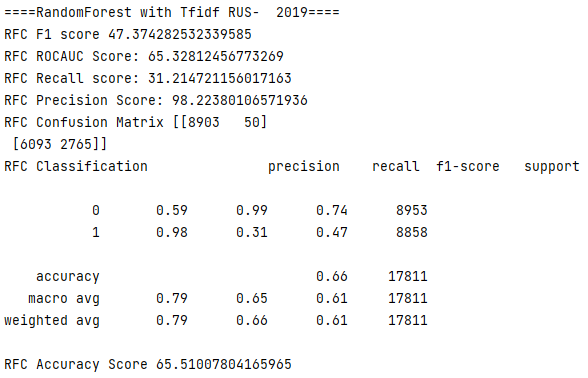 ====RandomForest with Tfidf RUS-  2019====
RFC F1 score 47.374282532339585
RFC ROCAUC Score: 65.32812456773269
RFC Recall score: 31.214721156017163
RFC Precision Score: 98.22380106571936
RFC Confusion Matrix [[8903   50]
 [6093 2765]]
RFC Classification               precision    recall  f1-score   support
           0       0.59      0.99      0.74      8953
           1       0.98      0.31      0.47      8858
    accuracy                           0.66     17811
   macro avg       0.79      0.65      0.61     17811
weighted avg       0.79      0.66      0.61     17811
RFC Accuracy Score 65.51007804165965